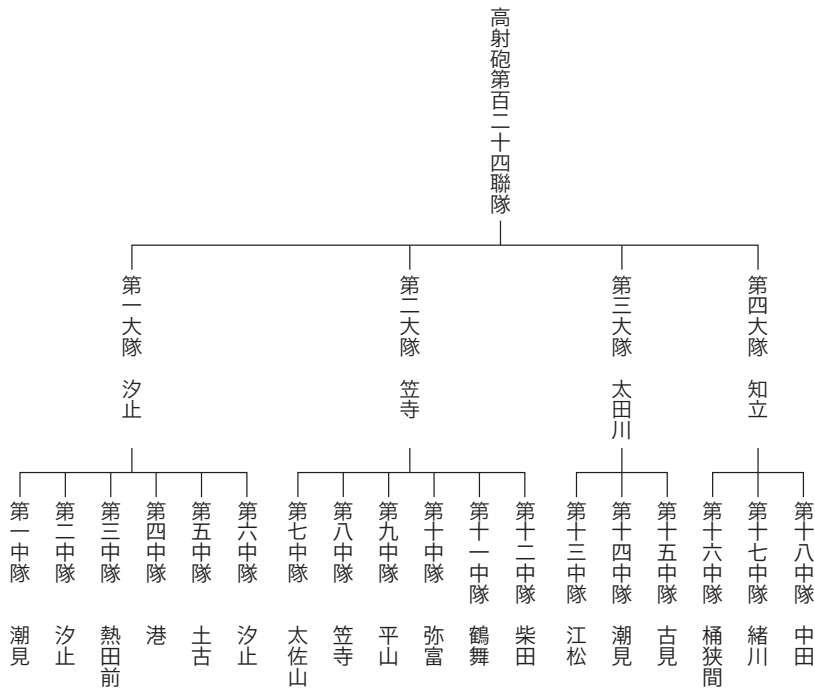 高射砲第百二十四聯隊
第一大隊　汐止
第二大隊　笠寺
第三大隊　太田川
第四大隊　知立
第一中隊　潮見
第二中隊　汐止
第三中隊　熱田前
第四中隊　港
第五中隊　土古
第六中隊　汐止
第七中隊　太佐山
第八中隊　笠寺
第九中隊　平山
第十中隊　弥富
第十一中隊　鶴舞
第十二中隊　柴田
第十三中隊　江松
第十四中隊　潮見
第十五中隊　古見
第十六中隊　桶狭間
第十七中隊　緒川
第十八中隊　中田